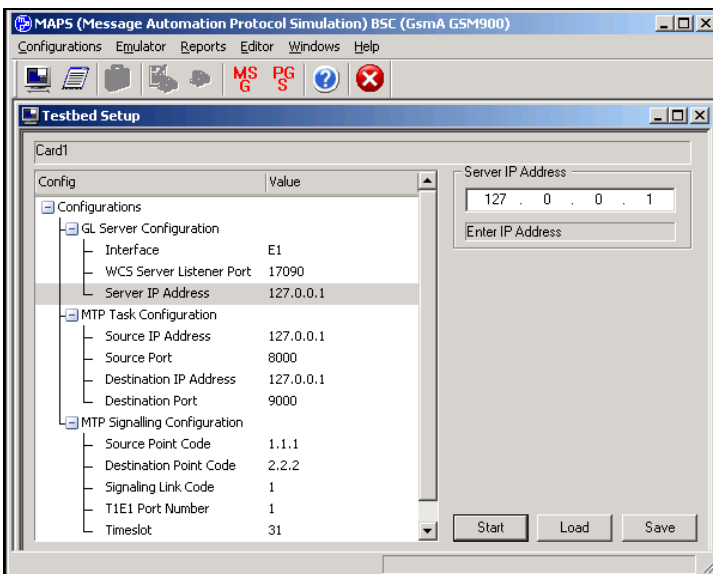 MAPS (Message Automation Protocol Simulation) BSC (GsmA GSM900)
Configurations Emulator Reports Editor Windows Help
MS G PG S
Testbed Setup
Card1
Config Value
Configurations
GL Server Configuration
Interface E1
WCS Server Listener Port 17090
Server IP Address 127.0.0.1
MTP Task Configuration
Source IP Address 127.0.0.1
Source Port 8000
Destination IP Address 127.0.0.1
Destination Port 9000
MTP Signalling Configuration
Source Point Code 1.1.1
Destination Point Code 2.2.2
Signaling Link Code 1
T1E1 Port Number 1
Timeslot 31
Server IP Address
127 . 0 . 0 . 1
Enter IP Address
Start Load Save